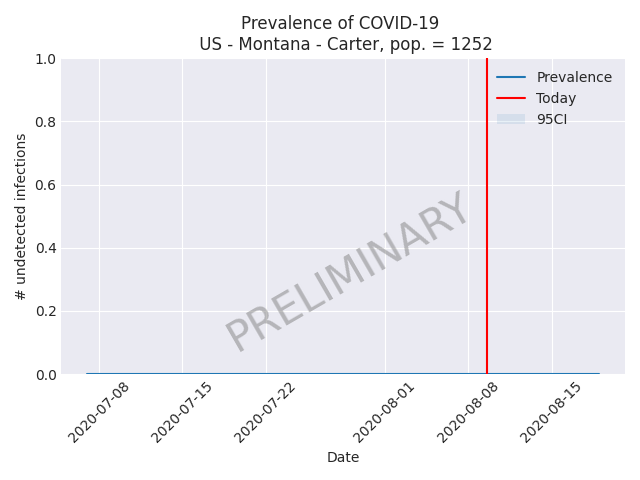 Prevalence of COVID-19
US - Montana - Carter, pop. = 1252
1.0
0.8
0.6
0.4
0.2
0.0
# undetected infections
Prevalence
Today
95CI
PRELIMINARY
2020-07-08
2020-07-15
2020-07-22
2020-08-01
2020-08-08
2020-08-15
Date